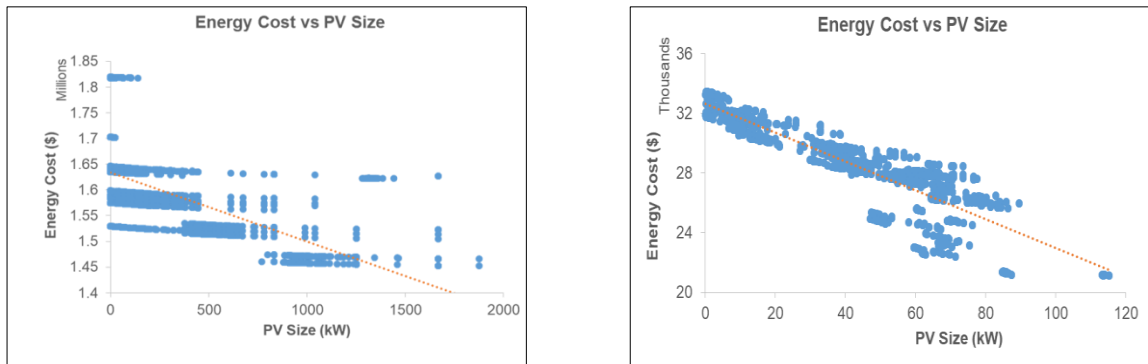 Energy Cost vs PV Size
Millions
Energy Cost ($)
1.85
1.8
1.75
1.7
1.65
1.6
1.55
1.5
1.45
1.4
0 500 1000 1500 2000
PV Size (kW)
Energy Cost vs PV Size
Thousands
Energy Cost ($)
36
32
28
24
20
0 20 40 60 80 100 120
PV Size (kW)